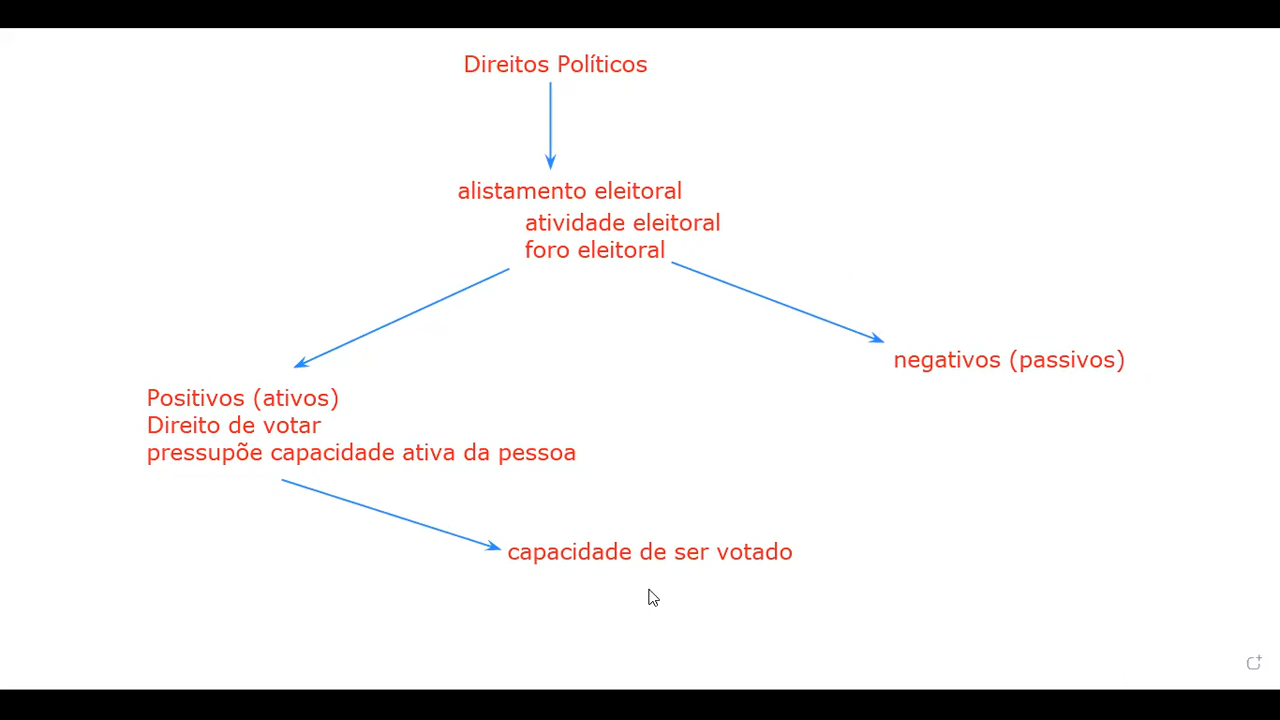 Direitos Políticos
alistamento eleitoral
atividade eleitoral
foro eleitoral
negativos (passivos)
Positivos (ativos)
Direito de votar
pressupõe capacidade ativa da pessoa
capacidade de ser votado